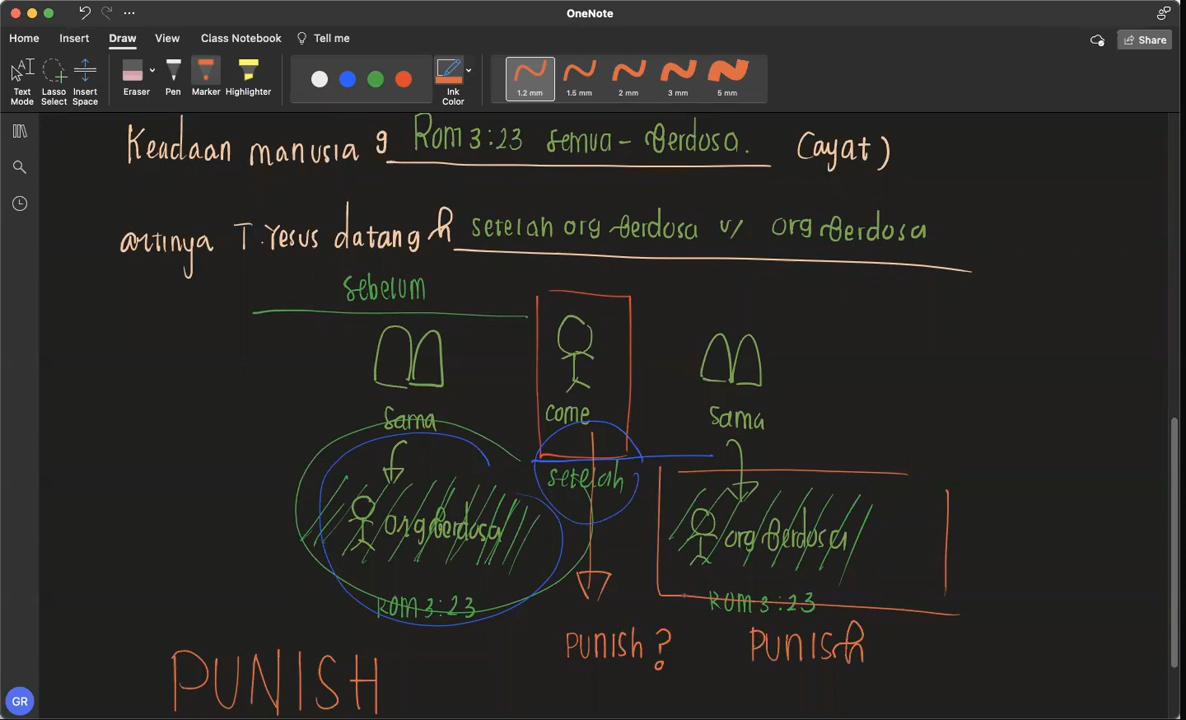 OneNote
Home Insert Draw View Class Notebook Tell me Share
Text Mode Lasso Select Insert Space Eraser Pen Marker Highlighter Ink Color 1.2 mm 1.5 mm 2 mm 3 mm 5 mm
Keadaan manusia g Rom 3:23 semua - Berdosa. (ayat)
artinya T. Yesus datang h setelah org Berdosa u/ org Berdosa
sebelum
come
sama sama
setelah
org Berdosa org Berdosa
ROM 3:23 ROM 3:23
PUNISH? PUNISH
PUNISH
GR